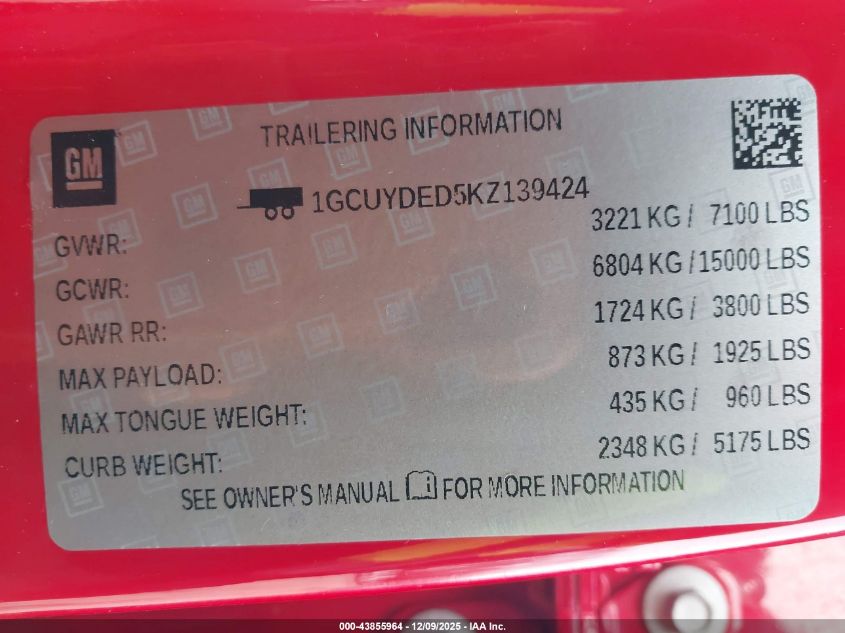 GM
TRAILERING INFORMATION
1GCUYDED5KZ139424
GVWR: 3221 KG / 7100 LBS
GCWR: 6804 KG / 15000 LBS
GAWR RR: 1724 KG / 3800 LBS
MAX PAYLOAD: 873 KG / 1925 LBS
MAX TONGUE WEIGHT: 435 KG / 960 LBS
CURB WEIGHT: 2348 KG / 5175 LBS
SEE OWNER'S MANUAL i FOR MORE INFORMATION
000-43855964 - 12/09/2025 - IAA Inc.